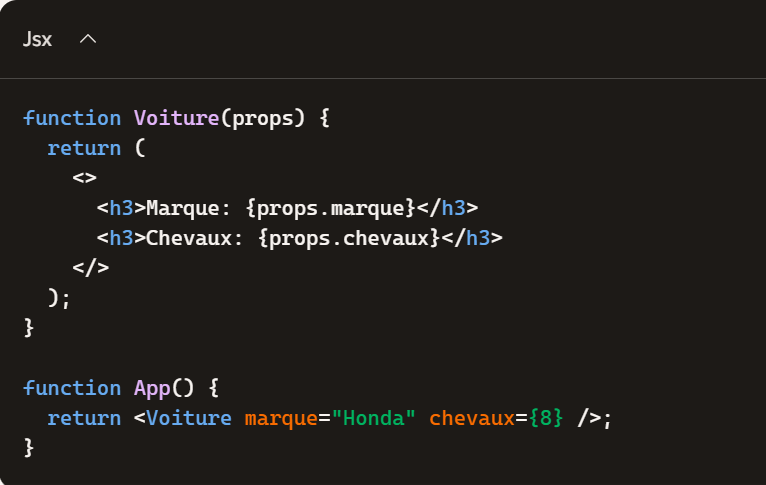 Jsx
function Voiture(props) {
  return (
    <>
      <h3>Marque: {props.marque}</h3>
      <h3>Chevaux: {props.chevaux}</h3>
    </>
  );
}

function App() {
  return <Voiture marque="Honda" chevaux={8} />;
}